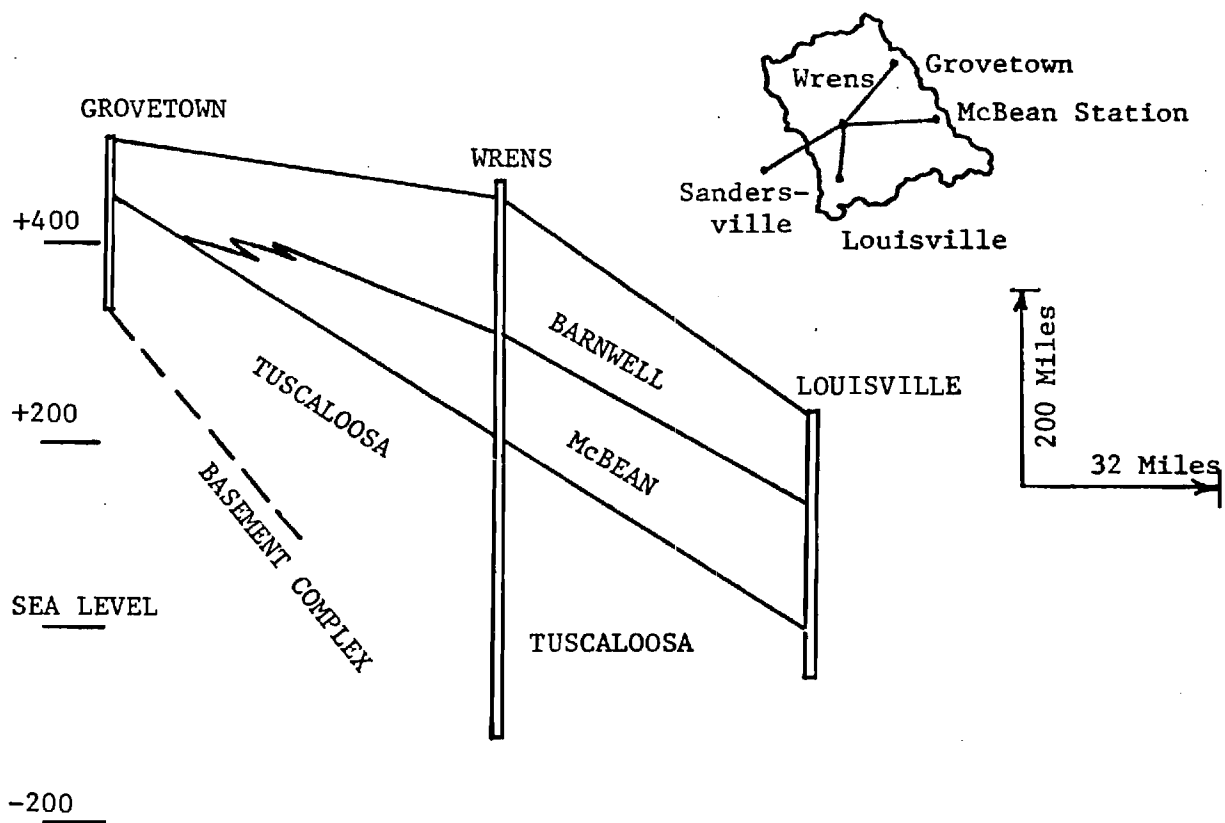 GROVETOWN
WRENS
LOUISVILLE
+400
+200
SEA LEVEL
-200
BARNWELL
TUSCALOOSA
McBEAN
BASEMENT COMPLEX
TUSCALOOSA
Wrens
Grovetown
McBean Station
Sanders-
ville
Louisville
200 Miles
32 Miles